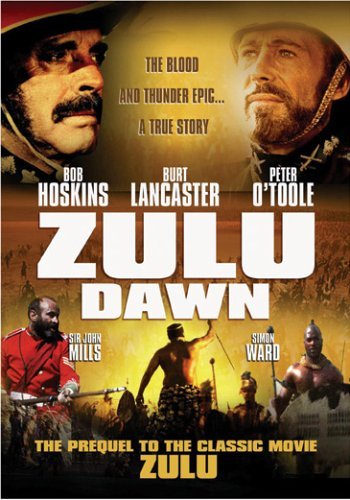 THE BLOOD
AND THUNDER EPIC...
A TRUE STORY
BOB
HOSKINS
BURT
LANCASTER
PETER
O'TOOLE
ZULU
DAWN
SIR JOHN
MILLS
SIMON
WARD
THE PREQUEL TO THE CLASSIC MOVIE
ZULU